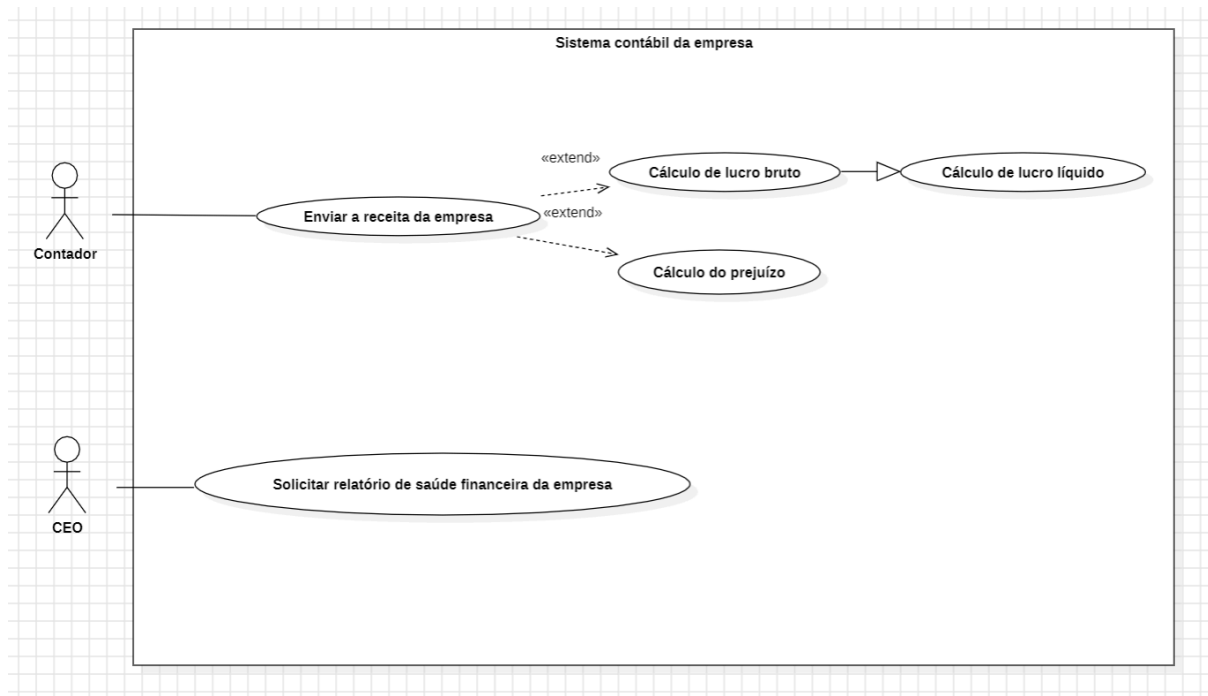 Sistema contábil da empresa
«extend»
Cálculo de lucro bruto
Cálculo de lucro líquido
Enviar a receita da empresa
«extend»
Contador
Cálculo do prejuízo
Solicitar relatório de saúde financeira da empresa
CEO